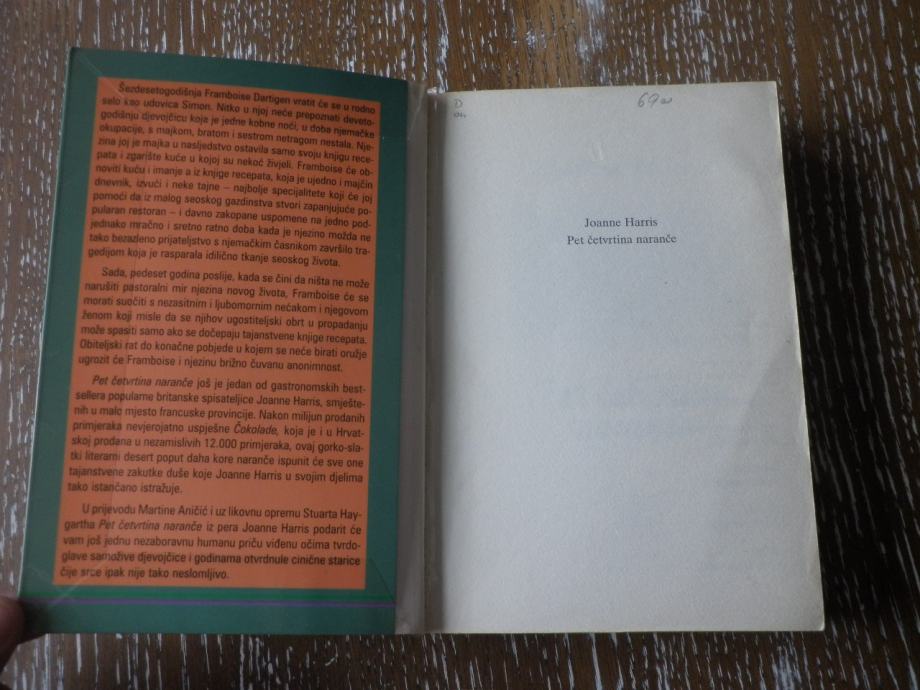 Šezdesetogodišnja Framboise Dartigen vratit će se u rodno
selo kao udovica Simon. Nitko u njoj neće prepoznati deveto-
godišnju djevojčicu koja je jedne kobne noći, u doba njemačke
okupacije, s majkom, bratom i sestrom netragom nestala. Nje-
zina joj je majka u nasljedstvo ostavila samo svoju knjigu rece-
pata i zgarište kuće u kojoj su nekoć živjeli. Framboise će ob-
noviti kuću i imanje a iz knjige recepata, koja je ujedno i majčin
dnevnik, izvući i neke tajne – najbolje specijalitete koji će joj
pomoći da iz malog seoskog gazdinstva stvori zapanjujuće po-
pularan restoran – i davno zakopane uspomene na jedno pod-
jednako mračno i sretno ratno doba kada je njezino možda ne
tako bezazleno prijateljstvo s njemačkim časnikom završilo tra-
gedijom koja je rasparala idilično tkanje seoskog života.
Sada, pedeset godina poslije, kada se čini da ništa ne može
narušiti pastoralni mir njezina novog života, Framboise će se
morati suočiti s nezasitnim i ljubomornim nećakom i njegovom
ženom koji misle da se njihov ugostiteljski obrt u propadanju
može spasiti samo ako se dočepaju tajanstvene knjige recepata.
Obiteljski rat do konačne pobjede u kojem se neće birati oružje
ugrozit će Framboise i njezinu brižno čuvanu anonimnost.
Pet četvrtina naranče još je jedan od gastronomskih best-
sellera popularne britanske spisateljice Joanne Harris, smješte-
nih u malo mjesto francuske provincije. Nakon milijun prodanih
primjeraka nevjerojatno uspješne Čokolade, koja je i u Hrvat-
skoj prodana u nezamislivih 12.000 primjeraka, ovaj gorko-slat-
ki literarni desert poput daha kore naranče ispunit će sve one
tajanstvene zakutke duše koje Joanne Harris u svojim djelima
tako istančano istražuje.
U prijevodu Martine Aničić i uz likovnu opremu Stuarta Hay-
gartha Pet četvrtina naranče iz pera Joanne Harris podarit će
vam još jednu nezaboravnu humanu priču viđenu očima tvrdo-
glave samožive djevojčice i godinama otvrdnule cinične starice
čije srce ipak nije tako neslomljivo.
D
Joanne Harris
Pet četvrtina naranče